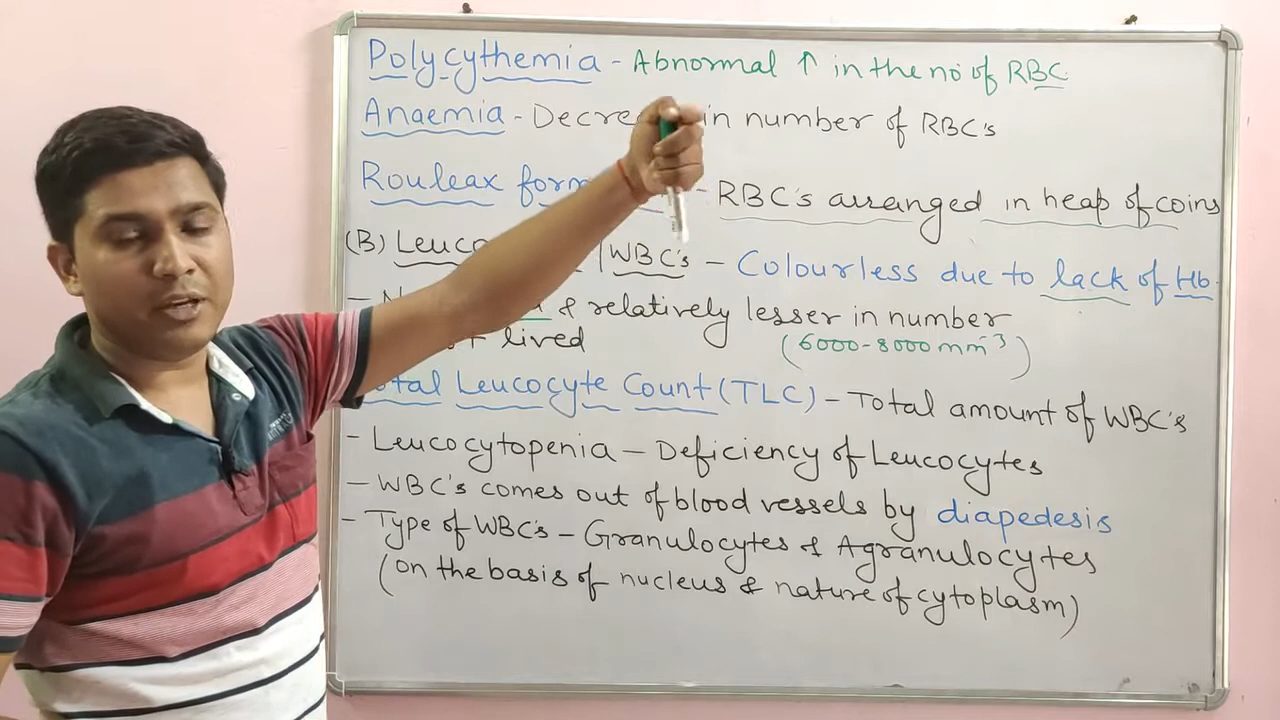 Polycythemia - Abnormal ↑ in the no of RBC
Anaemia - Decre in number of RBC's
Rouleax form - RBC's arranged in heap of coins
(B) Leuco | WBC's - Colourless due to lack of Hb.
- & relatively lesser in number
lived (6000-8000 mm⁻³)
Total Leucocyte Count (TLC) - Total amount of WBC's
- Leucocytopenia - Deficiency of Leucocytes
- WBC's comes out of blood vessels by diapedesis
- Type of WBC's - Granulocytes & Agranulocytes
(on the basis of nucleus & nature of cytoplasm)